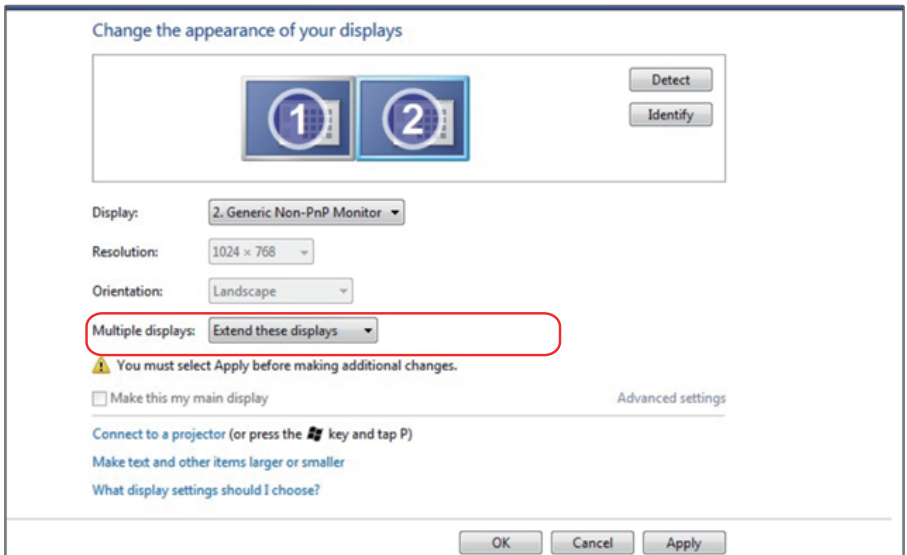 Change the appearance of your displays
1 2
Detect
Identify
Display: 2. Generic Non-PnP Monitor
Resolution: 1024 × 768
Orientation: Landscape
Multiple displays: Extend these displays
You must select Apply before making additional changes.
Make this my main display Advanced settings
Connect to a projector (or press the key and tap P)
Make text and other items larger or smaller
What display settings should I choose?
OK Cancel Apply